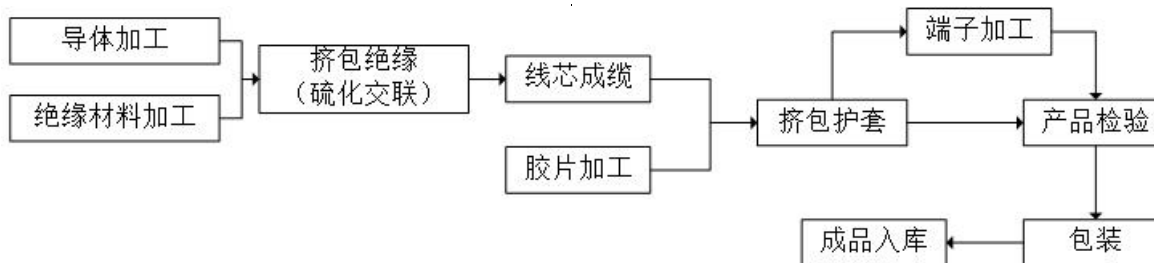 导体加工
绝缘材料加工
挤包绝缘
（硫化交联）
线芯成缆
胶片加工
挤包护套
端子加工
产品检验
包装
成品入库